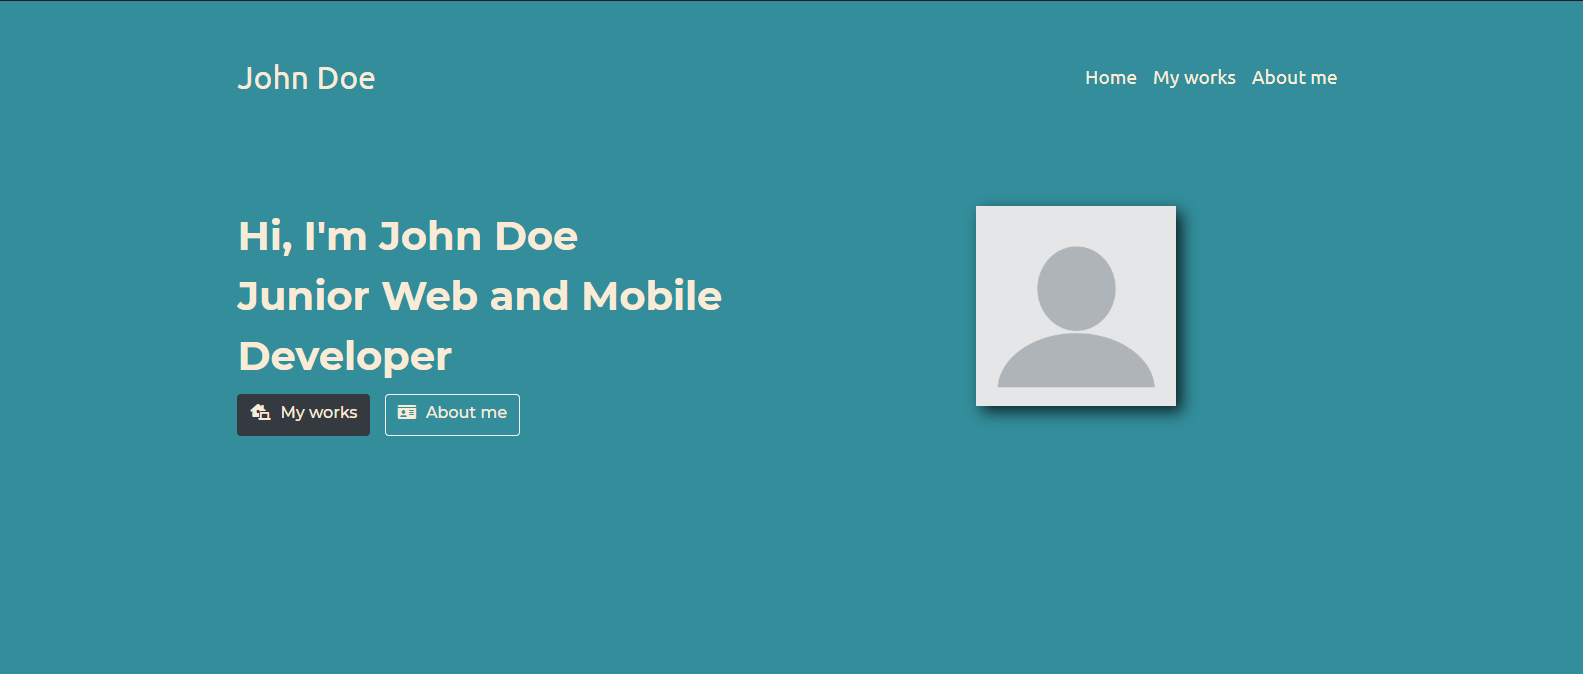 John Doe
Home My works About me
Hi, I'm John Doe
Junior Web and Mobile
Developer
My works About me